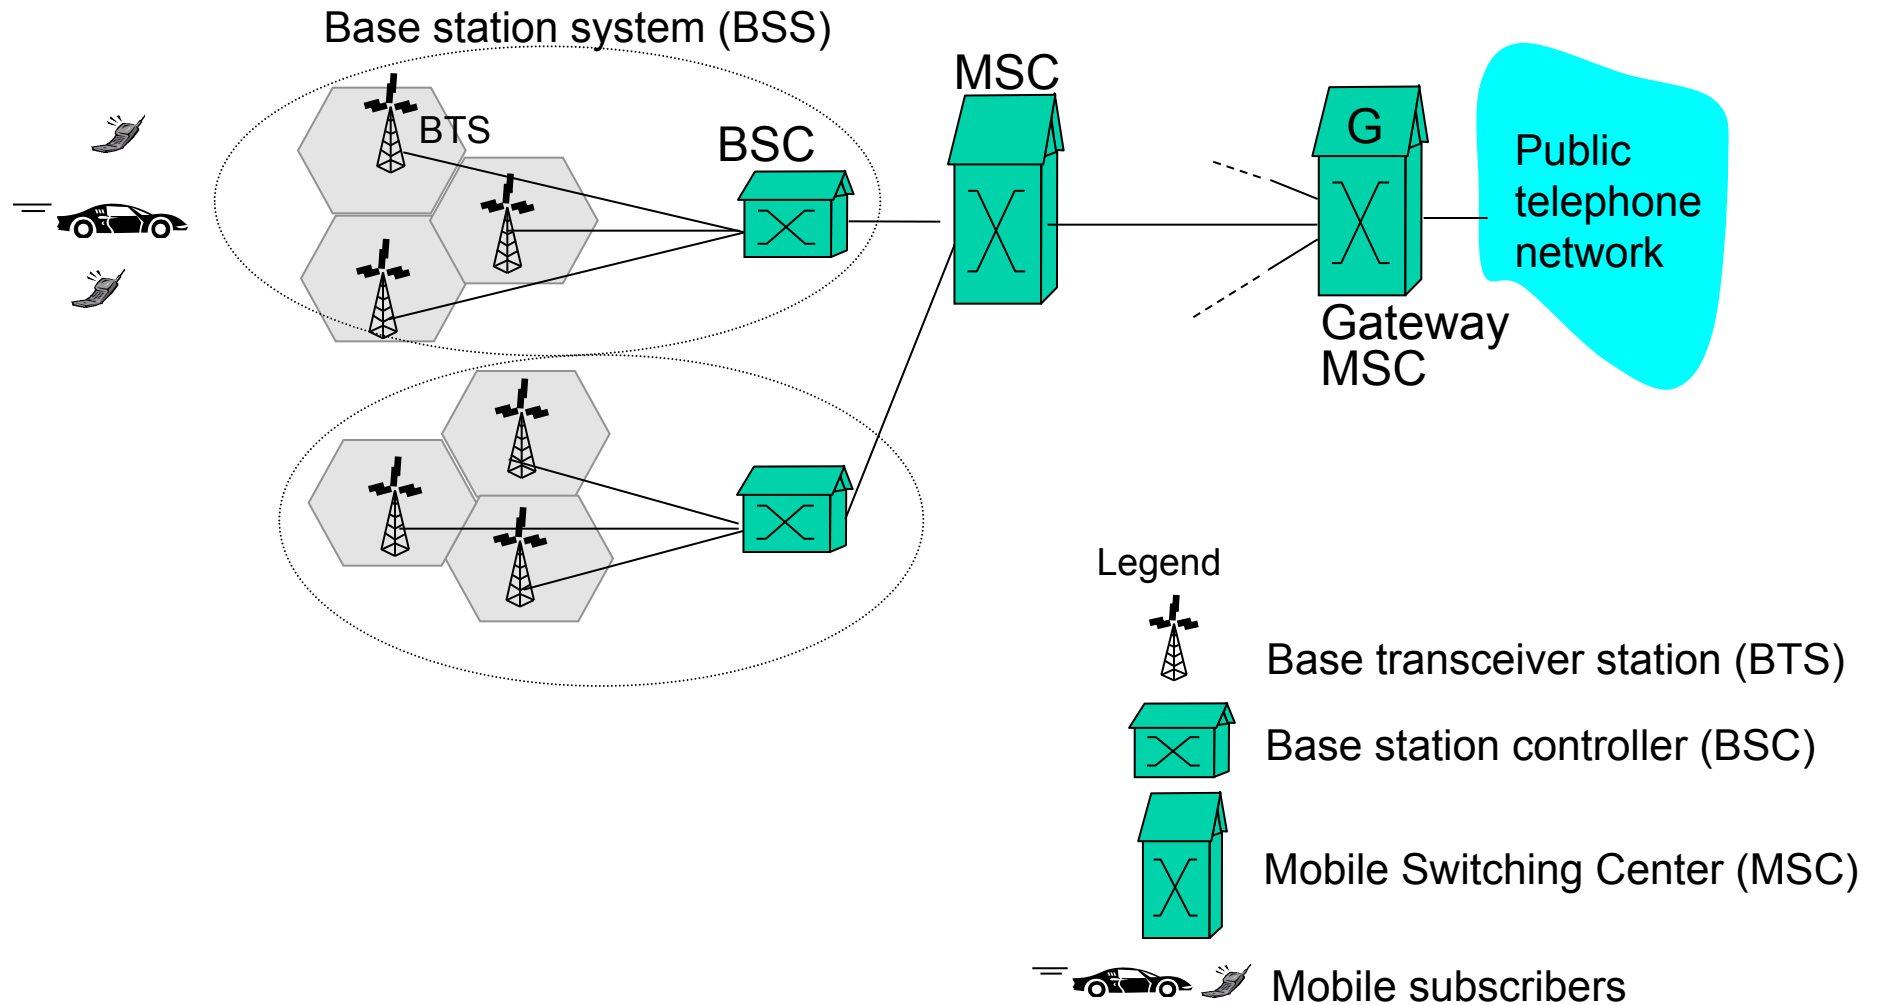 Base station system (BSS)
BTS
BSC
MSC
G
Gateway
MSC
Public
telephone
network
Legend
Base transceiver station (BTS)
Base station controller (BSC)
Mobile Switching Center (MSC)
Mobile subscribers